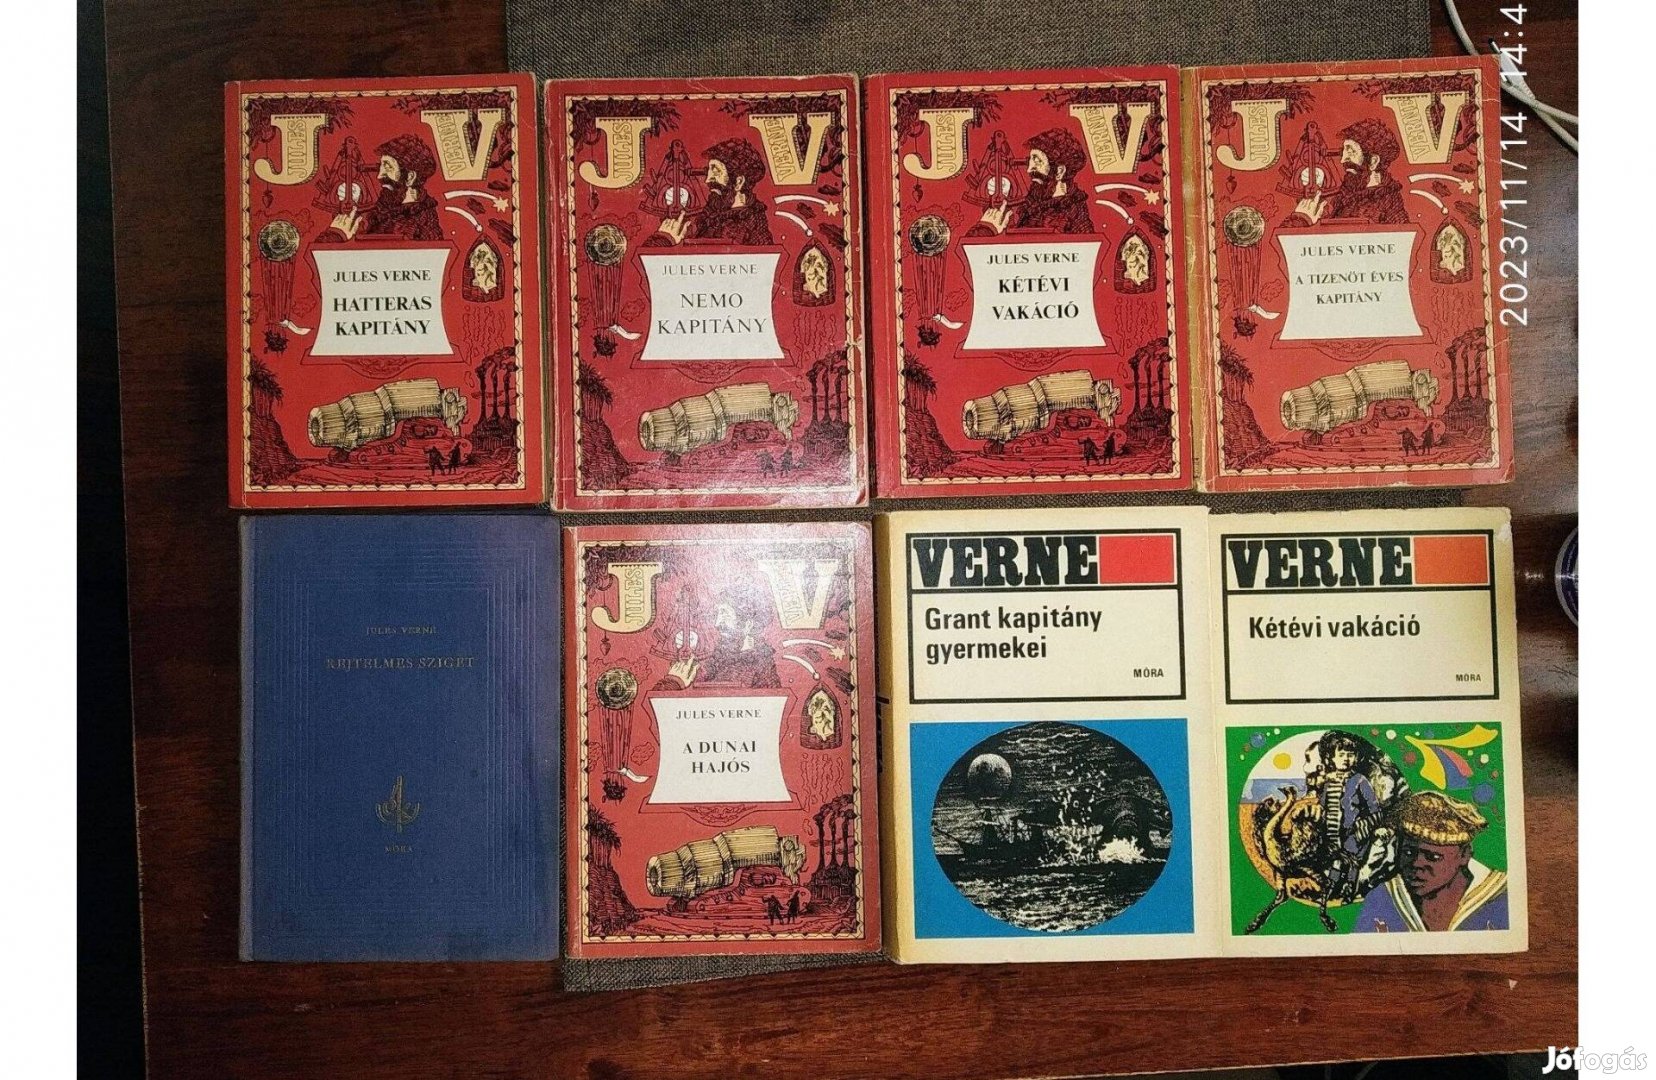 JULES VERNE
JULES VERNE
HATTERAS
KAPITÁNY
JULES VERNE
JULES VERNE
NEMO
KAPITÁNY
JULES VERNE
JULES VERNE
KÉTÉVI
VAKÁCIÓ
JULES VERNE
JULES VERNE
A TIZENÖT ÉVES
KAPITÁNY
2023/11/14 14:4
JULES VERNE
REJTELMES SZIGET
MÓRA
JULES VERNE
JULES VERNE
A DUNAI
HAJÓS
VERNE
Grant kapitány
gyermekei
MÓRA
VERNE
Kétévi vakáció
MÓRA
Jófogás